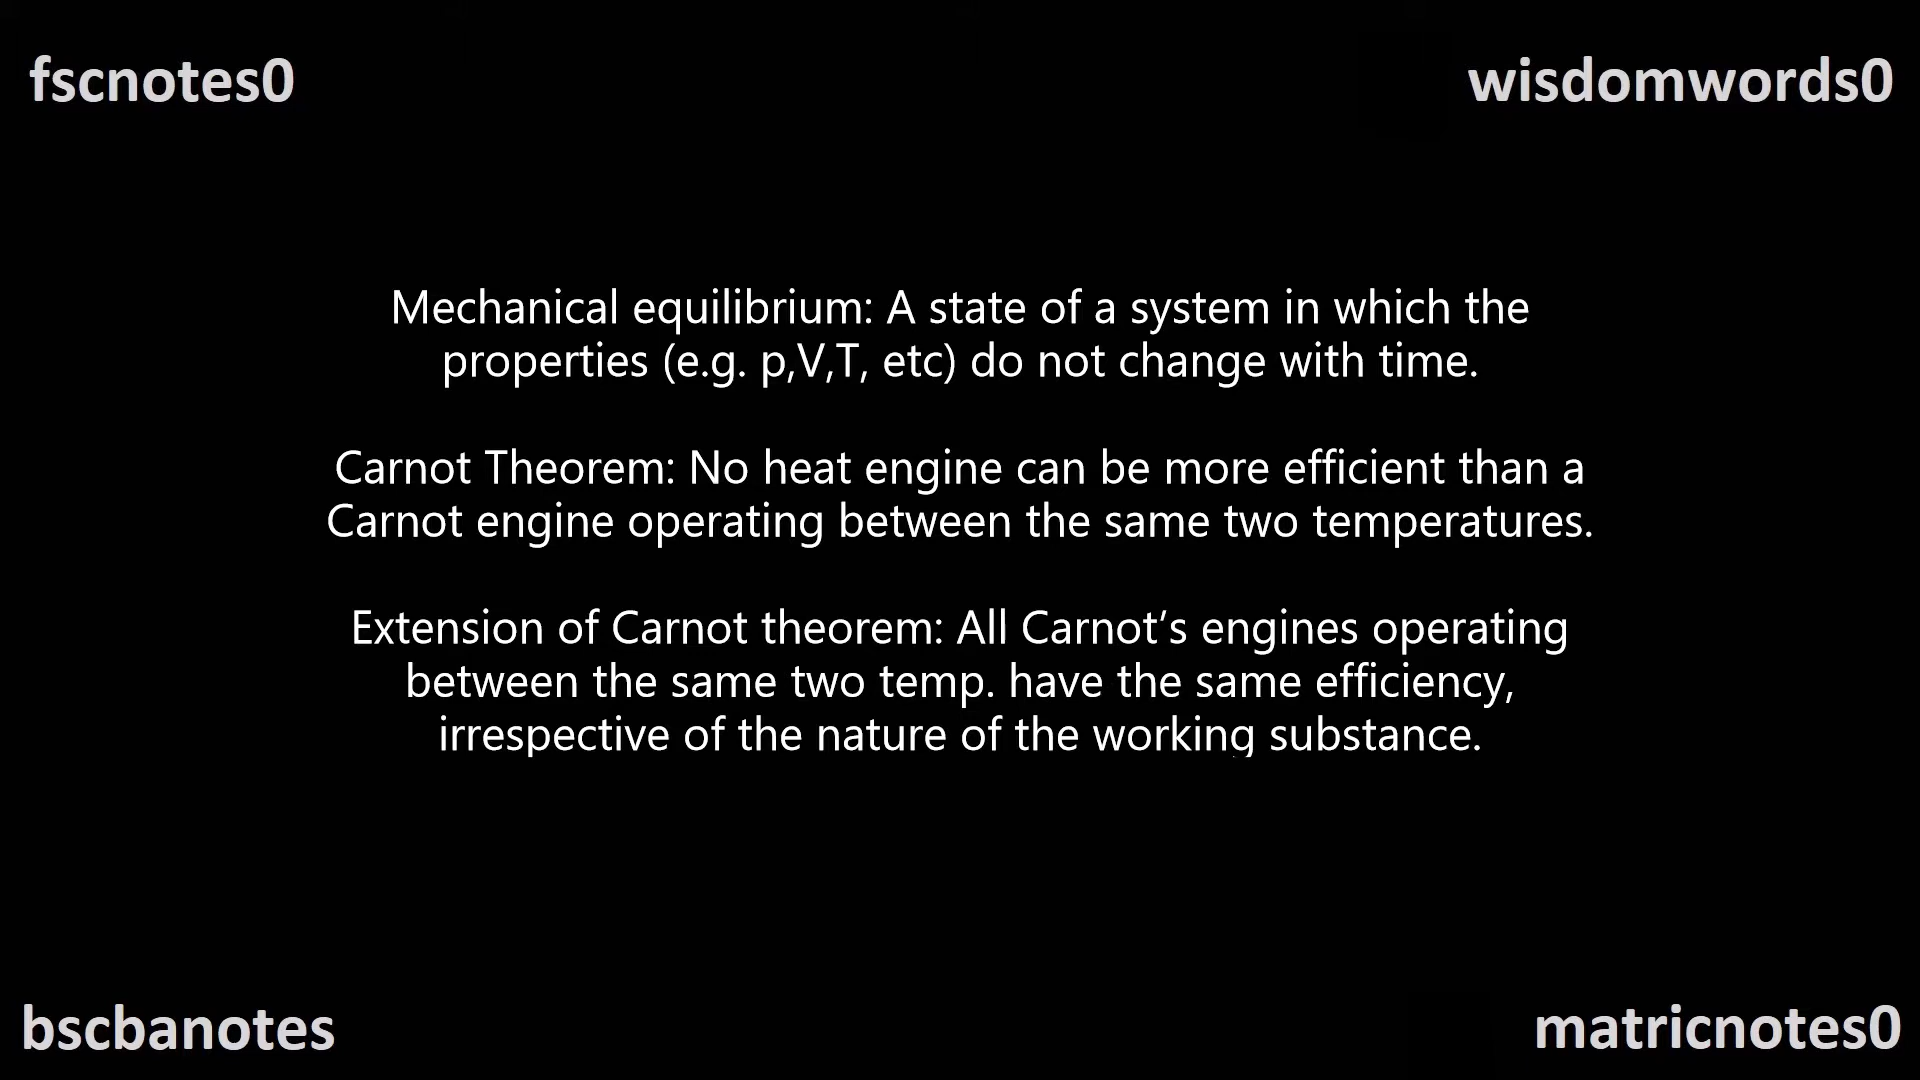 fscnotes0
wisdomwords0
Mechanical equilibrium: A state of a system in which the
properties (e.g. p,V,T, etc) do not change with time.
Carnot Theorem: No heat engine can be more efficient than a
Carnot engine operating between the same two temperatures.
Extension of Carnot theorem: All Carnot‘s engines operating
between the same two temp. have the same efficiency,
irrespective of the nature of the working substance.
bscbanotes
matricnotes0